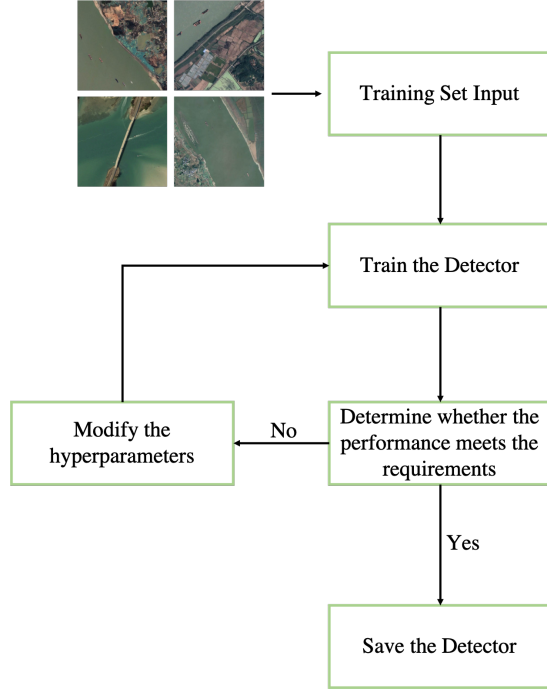 Training Set Input
Train the Detector
Modify the
hyperparameters
No
Determine whether the
performance meets the
requirements
Yes
Save the Detector